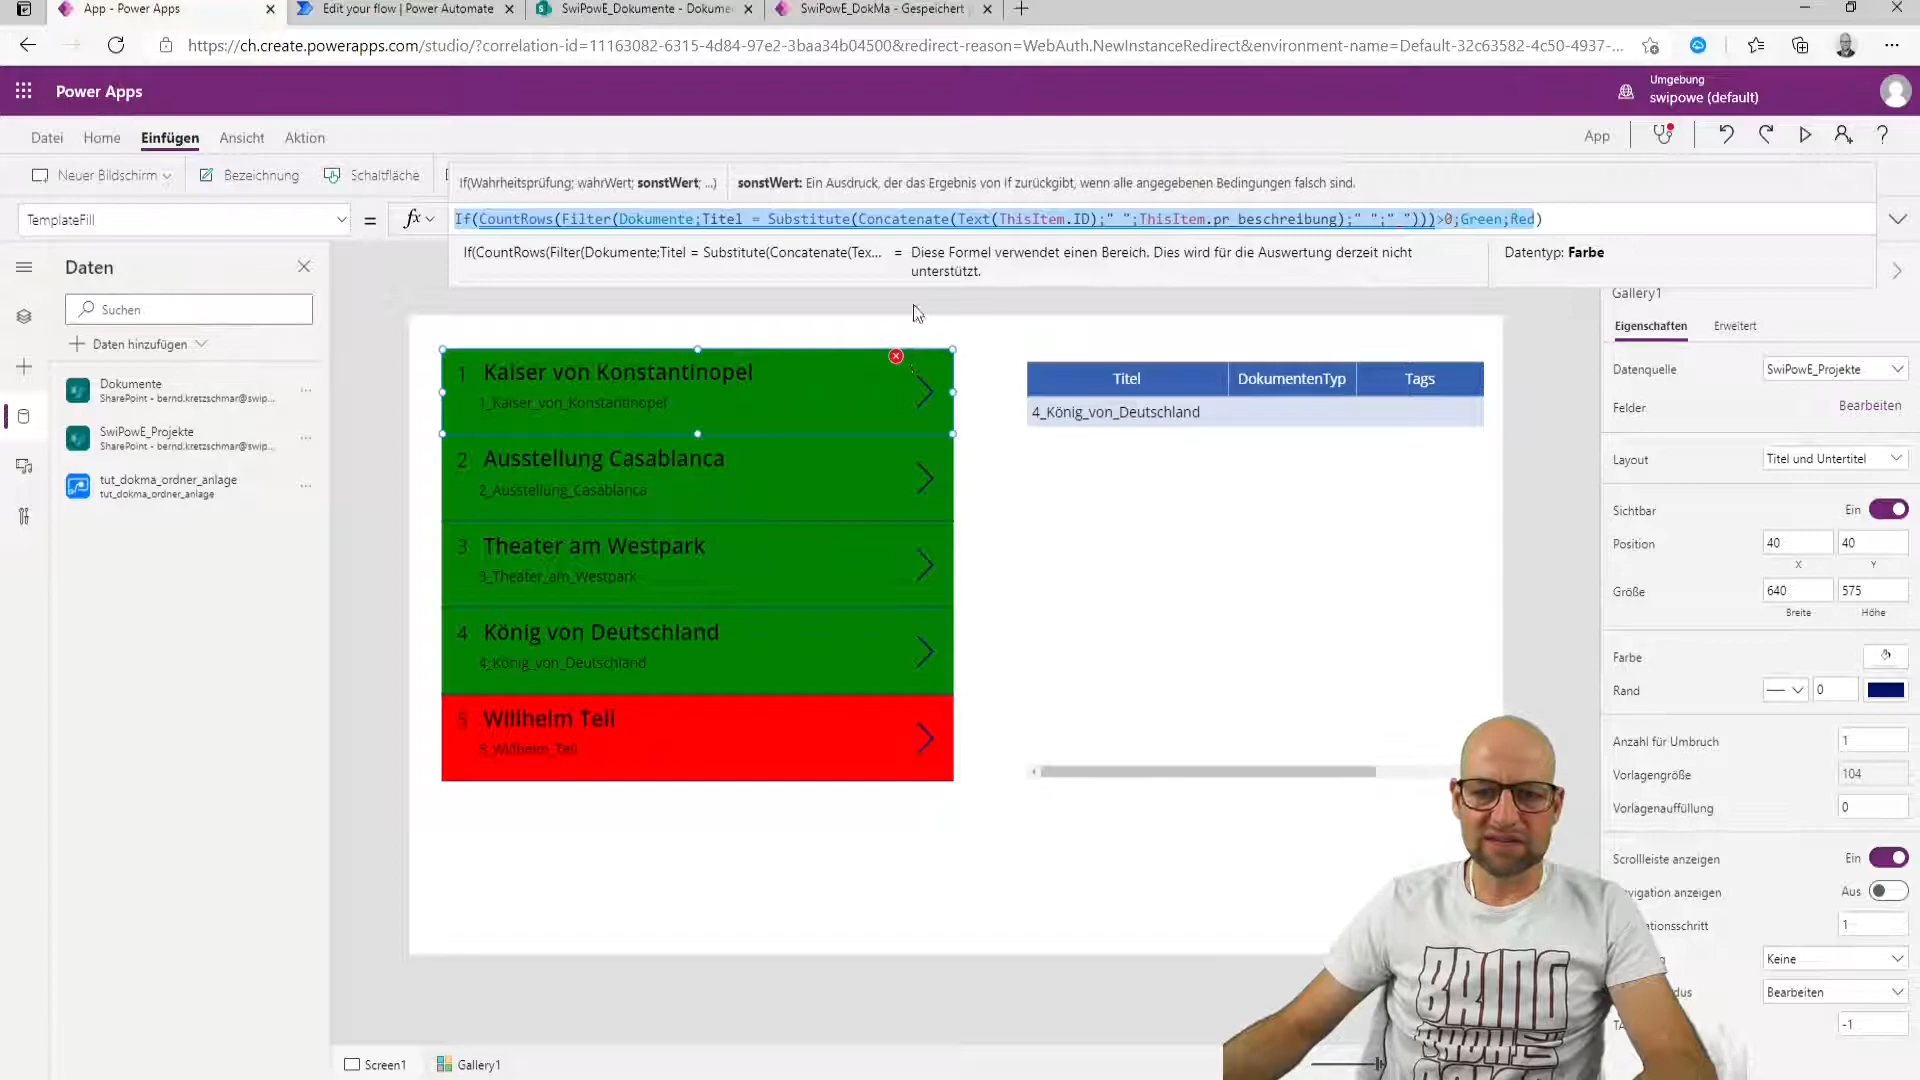 App - Power Apps
Edit your flow | Power Automate
SwiPowE_Dokumente - Dokume
SwiPowE_DokMa - Gespeichert
https://ch.create.powerapps.com/studio/?correlation-id=11163082-6315-4d84-97e2-3baa34b04500&redirect-reason=WebAuth.NewInstanceRedirect&environment-name=Default-32c63582-4c50-4937-...
Power Apps
Umgebung
swipowe (default)
Datei Home Einfügen Ansicht Aktion
App
Neuer Bildschirm
Bezeichnung
Schaltfläche
If(Wahrheitsprüfung; wahrWert; sonstWert; ...)
sonstWert: Ein Ausdruck, der das Ergebnis von If zurückgibt, wenn alle angegebenen Bedingungen falsch sind.
TemplateFill
= fx
If(CountRows(Filter(Dokumente;Titel = Substitute(Concatenate(Text(ThisItem.ID);" ";ThisItem.pr_beschreibung);" ";"_")))>0;Green;Red)
If(CountRows(Filter(Dokumente;Titel = Substitute(Concatenate(Tex... =
Diese Formel verwendet einen Bereich. Dies wird für die Auswertung derzeit nicht
unterstützt.
Datentyp: Farbe
Daten
Suchen
Daten hinzufügen
Dokumente
SharePoint - bernd.kretzschmar@swip...
SwiPowE_Projekte
SharePoint - bernd.kretzschmar@swip...
tut_dokma_ordner_anlage
tut_dokma_ordner_anlage
1 Kaiser von Konstantinopel
1_Kaiser_von_Konstantinopel
2 Ausstellung Casablanca
2_Ausstellung_Casablanca
3 Theater am Westpark
3_Theater_am_Westpark
4 König von Deutschland
4_König_von_Deutschland
5 Willhelm Tell
5_Willhelm_Tell
Titel DokumentenTyp Tags
4_König_von_Deutschland
Gallery1
Eigenschaften Erweitert
Datenquelle SwiPowE_Projekte
Felder Bearbeiten
Layout Titel und Untertitel
Sichtbar Ein
Position 40 40
X Y
Größe 640 575
Breite Höhe
Farbe
Rand 0
Anzahl für Umbruch 1
Vorlagengröße 104
Vorlagenauffüllung 0
Scrollleiste anzeigen Ein
avigation anzeigen Aus
ationsschritt 1
Keine
dus Bearbeiten
-1
BRING
Screen1
Gallery1